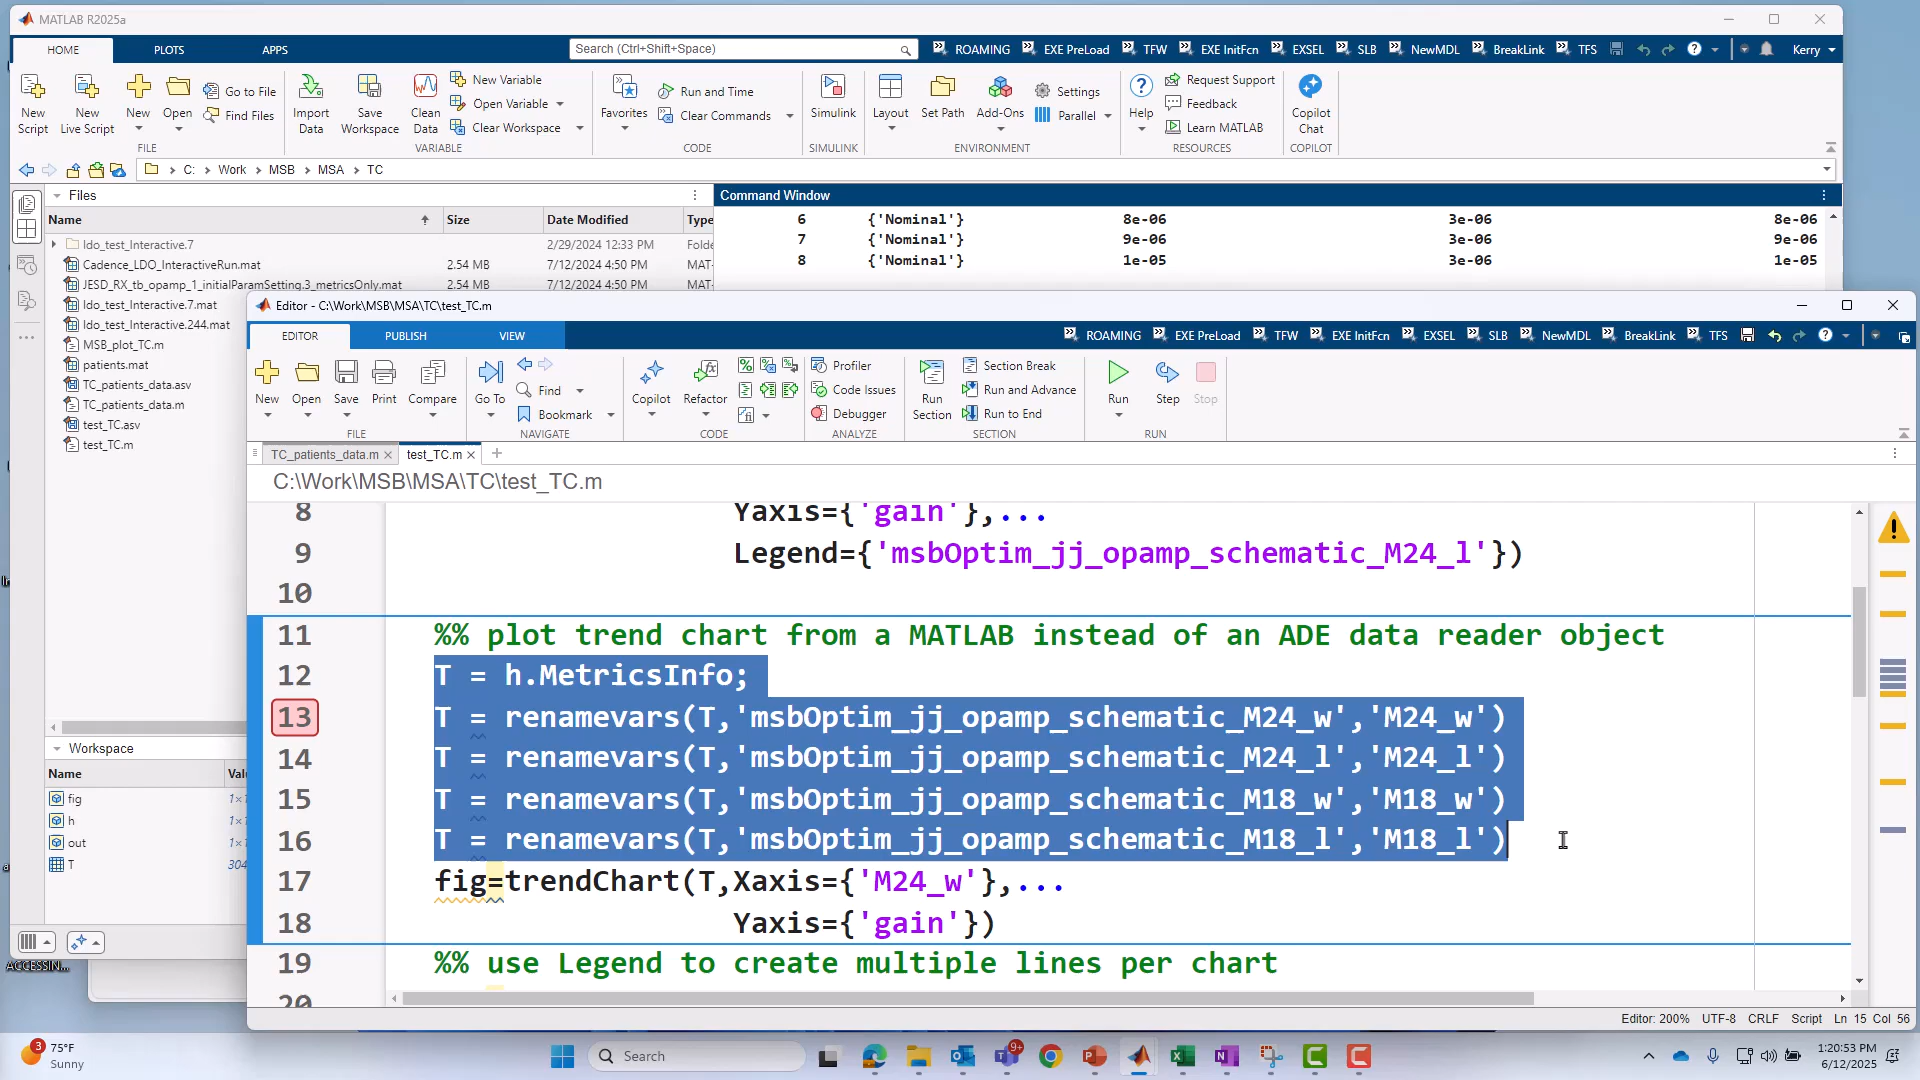 MATLAB R2025a
HOME
PLOTS
APPS
Search (Ctrl+Shift+Space)
ROAMING
EXE PreLoad
TFW
EXE InitFcn
EXSEL
SLB
NewMDL
BreakLink
TFS
Kerry
New Script
New Live Script
New
Open
Go to File
Find Files
Import Data
Save Workspace
Clean Data
New Variable
Open Variable
Clear Workspace
Favorites
Run and Time
Clear Commands
Simulink
Layout
Set Path
Add-Ons
Settings
Parallel
Help
Request Support
Feedback
Learn MATLAB
Copilot Chat
FILE
VARIABLE
CODE
SIMULINK
ENVIRONMENT
RESOURCES
COPILOT
C:
Work
MSB
MSA
TC
Files
Name
Size
Date Modified
Type
ldo_test_Interactive.7 2/29/2024 12:33 PM Folde
Cadence_LDO_InteractiveRun.mat 2.54 MB 7/12/2024 4:50 PM MAT-
JESD_RX_tb_opamp_1_initialParamSetting.3_metricsOnly.mat 2.54 MB 7/12/2024 4:50 PM MAT-
ldo_test_Interactive.7.mat
ldo_test_Interactive.244.mat
MSB_plot_TC.m
patients.mat
TC_patients_data.asv
TC_patients_data.m
test_TC.asv
test_TC.m
Command Window
6 {'Nominal'} 8e-06 3e-06 8e-06
7 {'Nominal'} 9e-06 3e-06 9e-06
8 {'Nominal'} 1e-05 3e-06 1e-05
Workspace
Name
Valu
fig 1×1
h 1×1
out 1×1
T 304
ACCESSIN...
Editor - C:\Work\MSB\MSA\TC\test_TC.m
EDITOR
PUBLISH
VIEW
ROAMING
EXE PreLoad
TFW
EXE InitFcn
EXSEL
SLB
NewMDL
BreakLink
TFS
New
Open
Save
Print
Compare
Go To
Find
Bookmark
Copilot
Refactor
Profiler
Code Issues
Debugger
Run Section
Section Break
Run and Advance
Run to End
Run
Step
Stop
FILE
NAVIGATE
CODE
ANALYZE
SECTION
RUN
TC_patients_data.m
test_TC.m
C:\Work\MSB\MSA\TC\test_TC.m
8 Yaxis={'gain'},...
9 Legend={'msbOptim_jj_opamp_schematic_M24_l'})
10
11 %% plot trend chart from a MATLAB instead of an ADE data reader object
12 T = h.MetricsInfo;
13 T = renamevars(T,'msbOptim_jj_opamp_schematic_M24_w','M24_w')
14 T = renamevars(T,'msbOptim_jj_opamp_schematic_M24_l','M24_l')
15 T = renamevars(T,'msbOptim_jj_opamp_schematic_M18_w','M18_w')
16 T = renamevars(T,'msbOptim_jj_opamp_schematic_M18_l','M18_l')
17 fig=trendChart(T,Xaxis={'M24_w'},...
18 Yaxis={'gain'})
19 %% use Legend to create multiple lines per chart
20
Editor: 200%
UTF-8
CRLF
Script
Ln 15 Col 56
3
75°F
Sunny
Search
9+
1:20:53 PM
6/12/2025